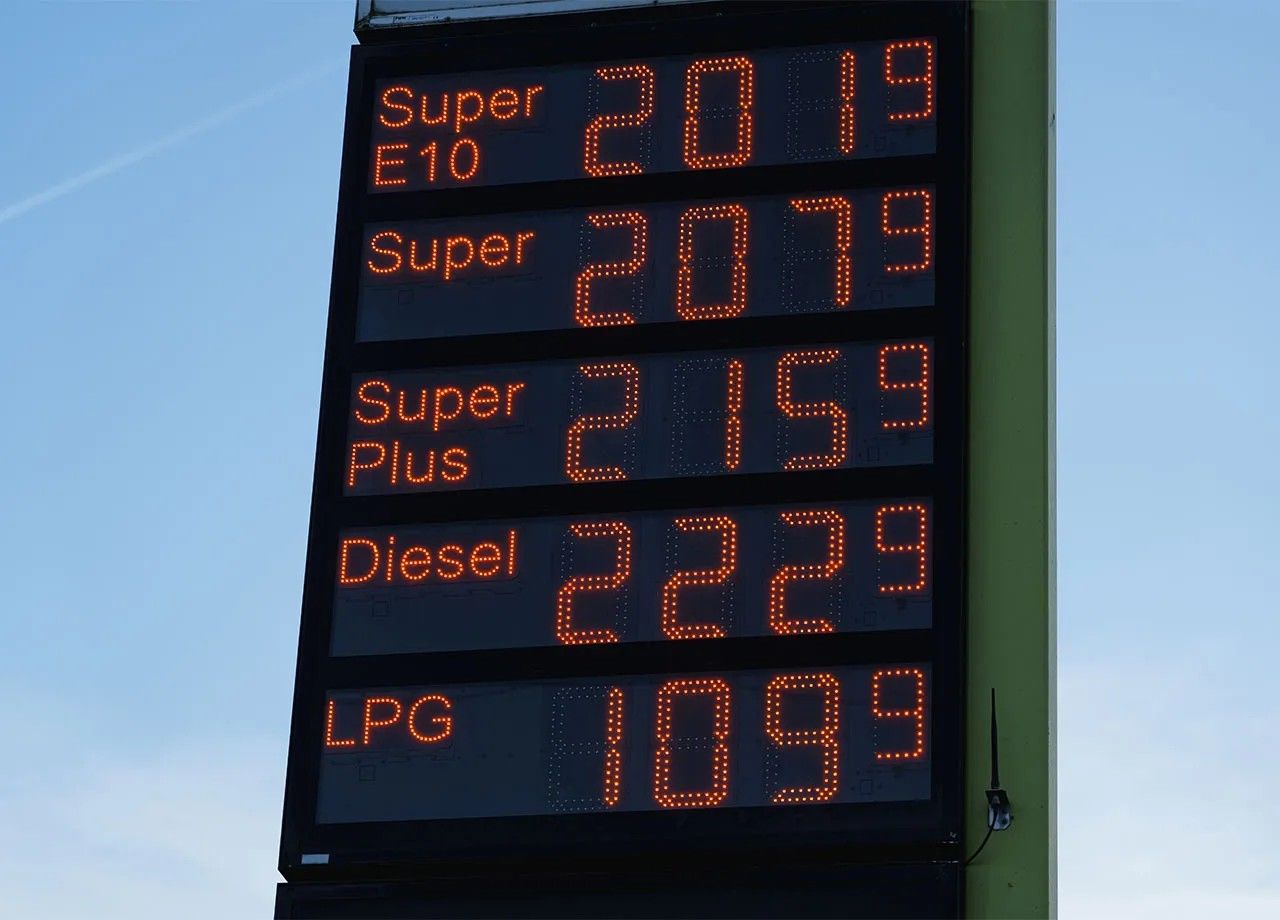 Super 201⁹
E10
Super 207⁹
Super 215⁹
Plus
Diesel 222⁹
LPG 109⁹